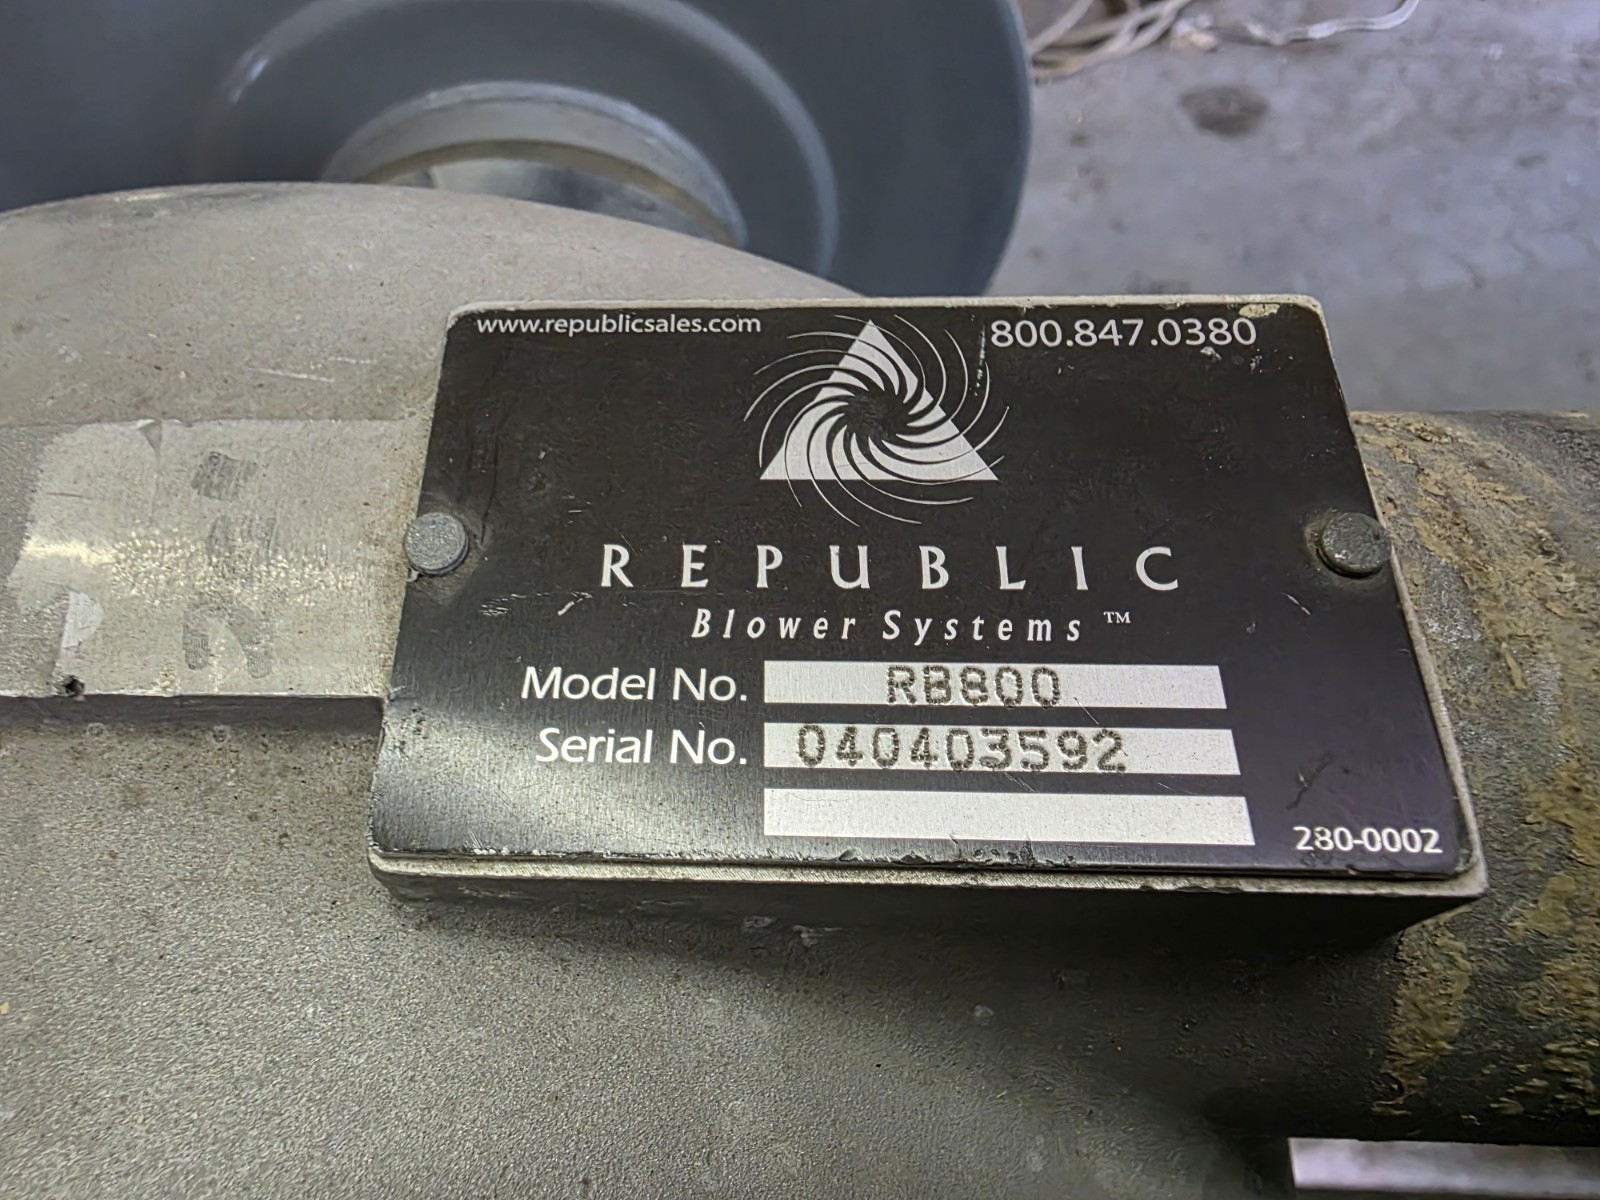 www.republicsales.com 800.847.0380
REPUBLIC
Blower Systems™
Model No. RB800
Serial No. 040403592
280-0002